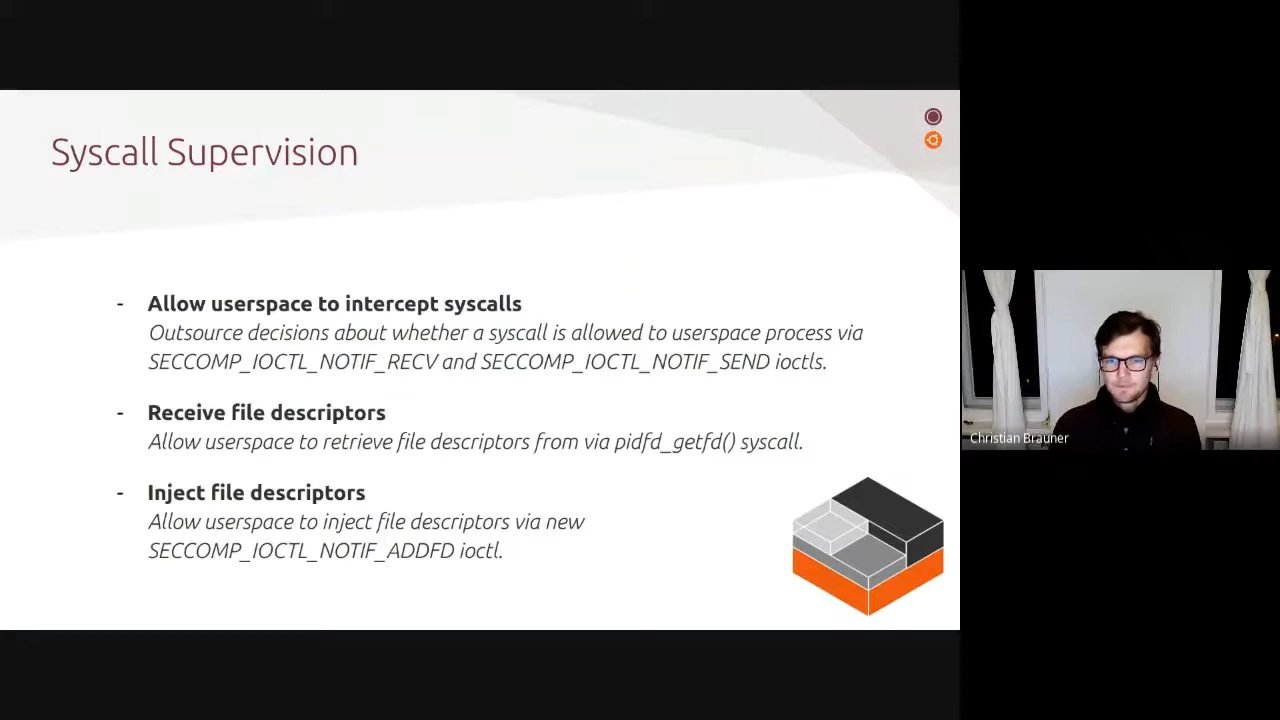 Syscall Supervision
- Allow userspace to intercept syscalls
Outsource decisions about whether a syscall is allowed to userspace process via
SECCOMP_IOCTL_NOTIF_RECV and SECCOMP_IOCTL_NOTIF_SEND ioctls.
- Receive file descriptors
Allow userspace to retrieve file descriptors from via pidfd_getfd() syscall.
- Inject file descriptors
Allow userspace to inject file descriptors via new
SECCOMP_IOCTL_NOTIF_ADDFD ioctl.
Christian Brauner